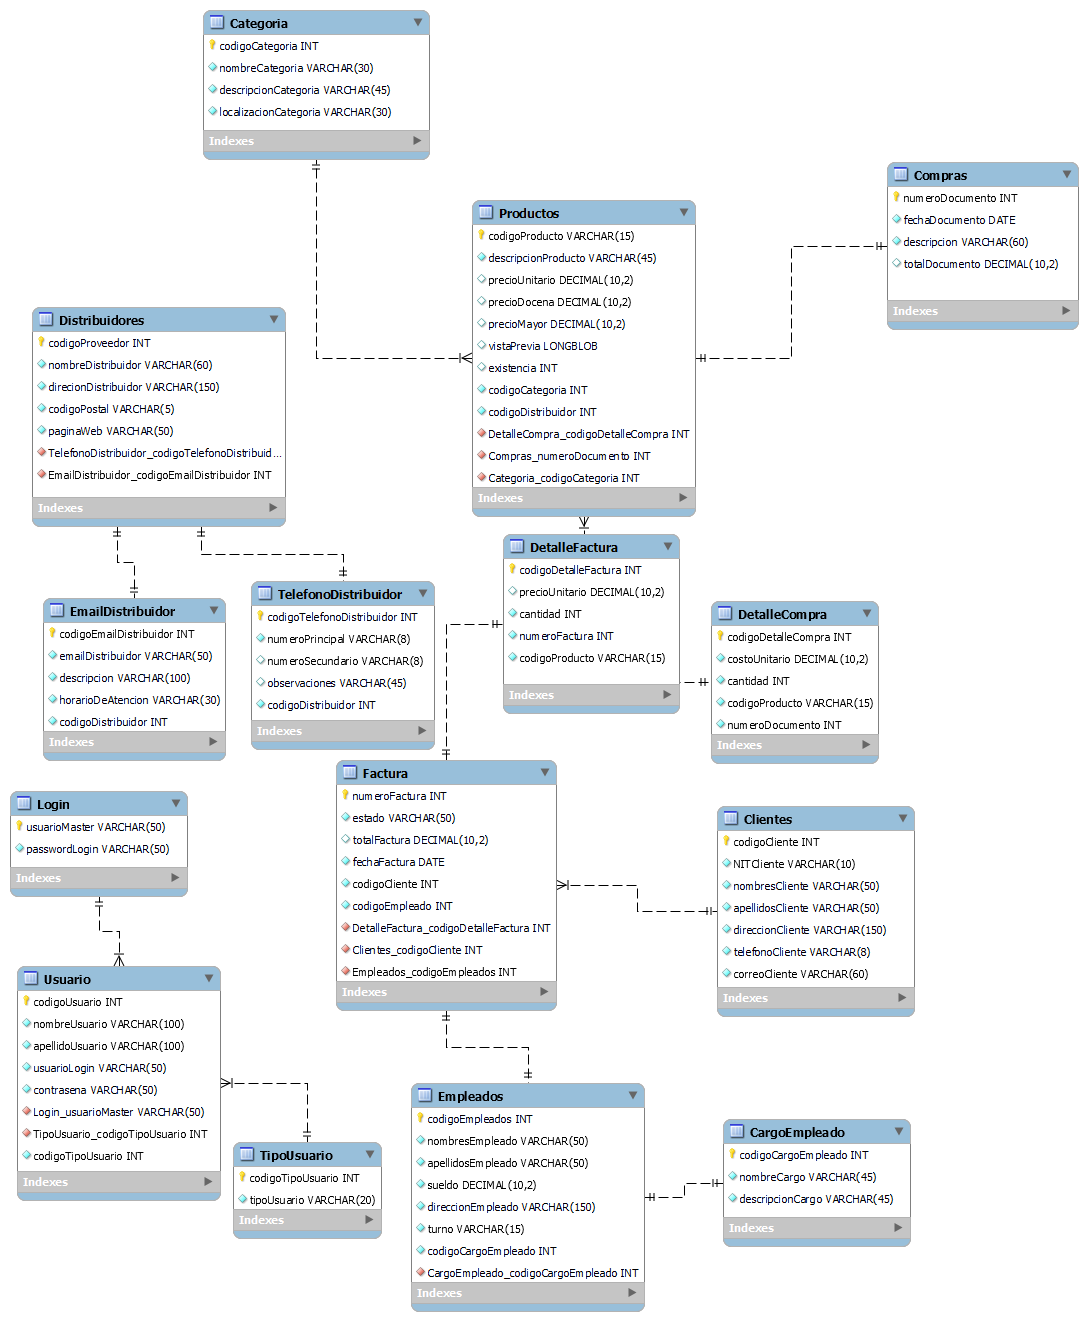 Categoria
codigoCategoria INT
nombreCategoria VARCHAR(30)
descripcionCategoria VARCHAR(45)
localizacionCategoria VARCHAR(30)
Indexes
Compras
numeroDocumento INT
fechaDocumento DATE
descripcion VARCHAR(60)
totalDocumento DECIMAL(10,2)
Indexes
Productos
codigoProducto VARCHAR(15)
descripcionProducto VARCHAR(45)
precioUnitario DECIMAL(10,2)
precioDocena DECIMAL(10,2)
precioMayor DECIMAL(10,2)
vistaPrevia LONGBLOB
existencia INT
codigoCategoria INT
codigoDistribuidor INT
DetalleCompra_codigoDetalleCompra INT
Compras_numeroDocumento INT
Categoria_codigoCategoria INT
Indexes
Distribuidores
codigoProveedor INT
nombreDistribuidor VARCHAR(60)
direcionDistribuidor VARCHAR(150)
codigoPostal VARCHAR(5)
paginaWeb VARCHAR(50)
TelefonoDistribuidor_codigoTelefonoDistribuid...
EmailDistribuidor_codigoEmailDistribuidor INT
Indexes
DetalleFactura
codigoDetalleFactura INT
precioUnitario DECIMAL(10,2)
cantidad INT
numeroFactura INT
codigoProducto VARCHAR(15)
Indexes
EmailDistribuidor
codigoEmailDistribuidor INT
emailDistribuidor VARCHAR(50)
descripcion VARCHAR(100)
horarioDeAtencion VARCHAR(30)
codigoDistribuidor INT
Indexes
TelefonoDistribuidor
codigoTelefonoDistribuidor INT
numeroPrincipal VARCHAR(8)
numeroSecundario VARCHAR(8)
observaciones VARCHAR(45)
codigoDistribuidor INT
Indexes
DetalleCompra
codigoDetalleCompra INT
costoUnitario DECIMAL(10,2)
cantidad INT
codigoProducto VARCHAR(15)
numeroDocumento INT
Indexes
Factura
numeroFactura INT
estado VARCHAR(50)
totalFactura DECIMAL(10,2)
fechaFactura DATE
codigoCliente INT
codigoEmpleado INT
DetalleFactura_codigoDetalleFactura INT
Clientes_codigoCliente INT
Empleados_codigoEmpleados INT
Indexes
Login
usuarioMaster VARCHAR(50)
passwordLogin VARCHAR(50)
Indexes
Clientes
codigoCliente INT
NITCliente VARCHAR(10)
nombresCliente VARCHAR(50)
apellidosCliente VARCHAR(50)
direccionCliente VARCHAR(150)
telefonoCliente VARCHAR(8)
correoCliente VARCHAR(60)
Indexes
Usuario
codigoUsuario INT
nombreUsuario VARCHAR(100)
apellidoUsuario VARCHAR(100)
usuarioLogin VARCHAR(50)
contrasena VARCHAR(50)
Login_usuarioMaster VARCHAR(50)
TipoUsuario_codigoTipoUsuario INT
codigoTipoUsuario INT
Indexes
TipoUsuario
codigoTipoUsuario INT
tipoUsuario VARCHAR(20)
Indexes
Empleados
codigoEmpleados INT
nombresEmpleado VARCHAR(50)
apellidosEmpleado VARCHAR(50)
sueldo DECIMAL(10,2)
direccionEmpleado VARCHAR(150)
turno VARCHAR(15)
codigoCargoEmpleado INT
CargoEmpleado_codigoCargoEmpleado INT
Indexes
CargoEmpleado
codigoCargoEmpleado INT
nombreCargo VARCHAR(45)
descripcionCargo VARCHAR(45)
Indexes